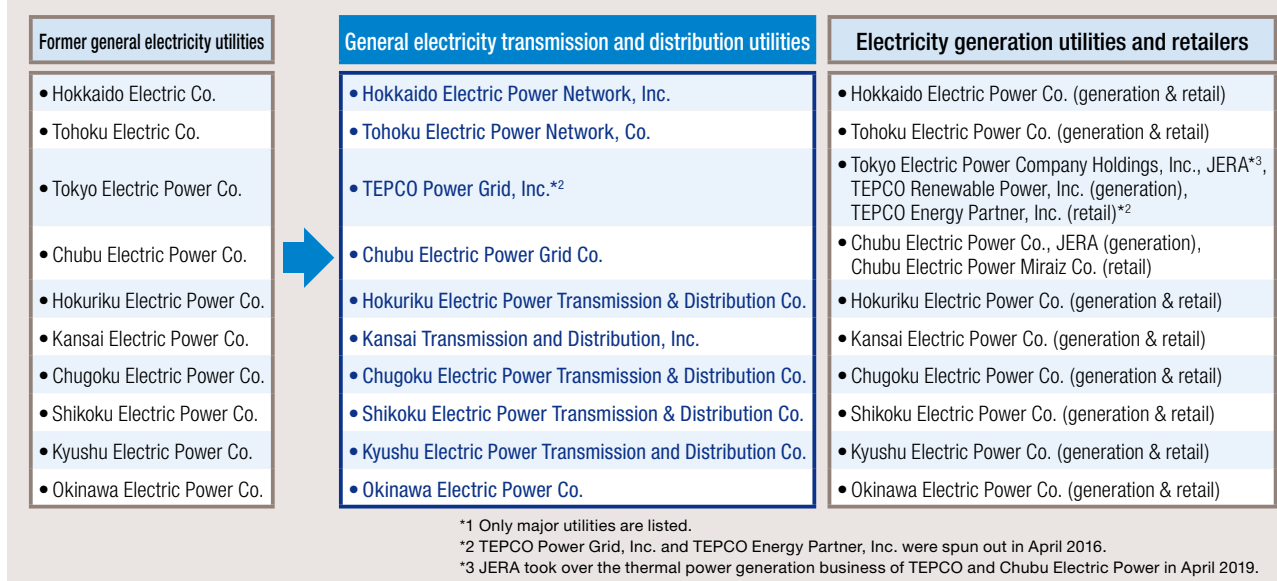 Former general electricity utilities
General electricity transmission and distribution utilities
Electricity generation utilities and retailers
• Hokkaido Electric Co.
• Hokkaido Electric Power Network, Inc.
• Hokkaido Electric Power Co. (generation & retail)
• Tohoku Electric Co.
• Tohoku Electric Power Network, Co.
• Tohoku Electric Power Co. (generation & retail)
• Tokyo Electric Power Co.
• TEPCO Power Grid, Inc.*2
• Tokyo Electric Power Company Holdings, Inc., JERA*3,
TEPCO Renewable Power, Inc. (generation),
TEPCO Energy Partner, Inc. (retail)*2
• Chubu Electric Power Co.
• Chubu Electric Power Grid Co.
• Chubu Electric Power Co., JERA (generation),
Chubu Electric Power Miraiz Co. (retail)
• Hokuriku Electric Power Co.
• Hokuriku Electric Power Transmission & Distribution Co.
• Hokuriku Electric Power Co. (generation & retail)
• Kansai Electric Power Co.
• Kansai Transmission and Distribution, Inc.
• Kansai Electric Power Co. (generation & retail)
• Chugoku Electric Power Co.
• Chugoku Electric Power Transmission & Distribution Co.
• Chugoku Electric Power Co. (generation & retail)
• Shikoku Electric Power Co.
• Shikoku Electric Power Transmission & Distribution Co.
• Shikoku Electric Power Co. (generation & retail)
• Kyushu Electric Power Co.
• Kyushu Electric Power Transmission and Distribution Co.
• Kyushu Electric Power Co. (generation & retail)
• Okinawa Electric Power Co.
• Okinawa Electric Power Co.
• Okinawa Electric Power Co. (generation & retail)
*1 Only major utilities are listed.
*2 TEPCO Power Grid, Inc. and TEPCO Energy Partner, Inc. were spun out in April 2016.
*3 JERA took over the thermal power generation business of TEPCO and Chubu Electric Power in April 2019.